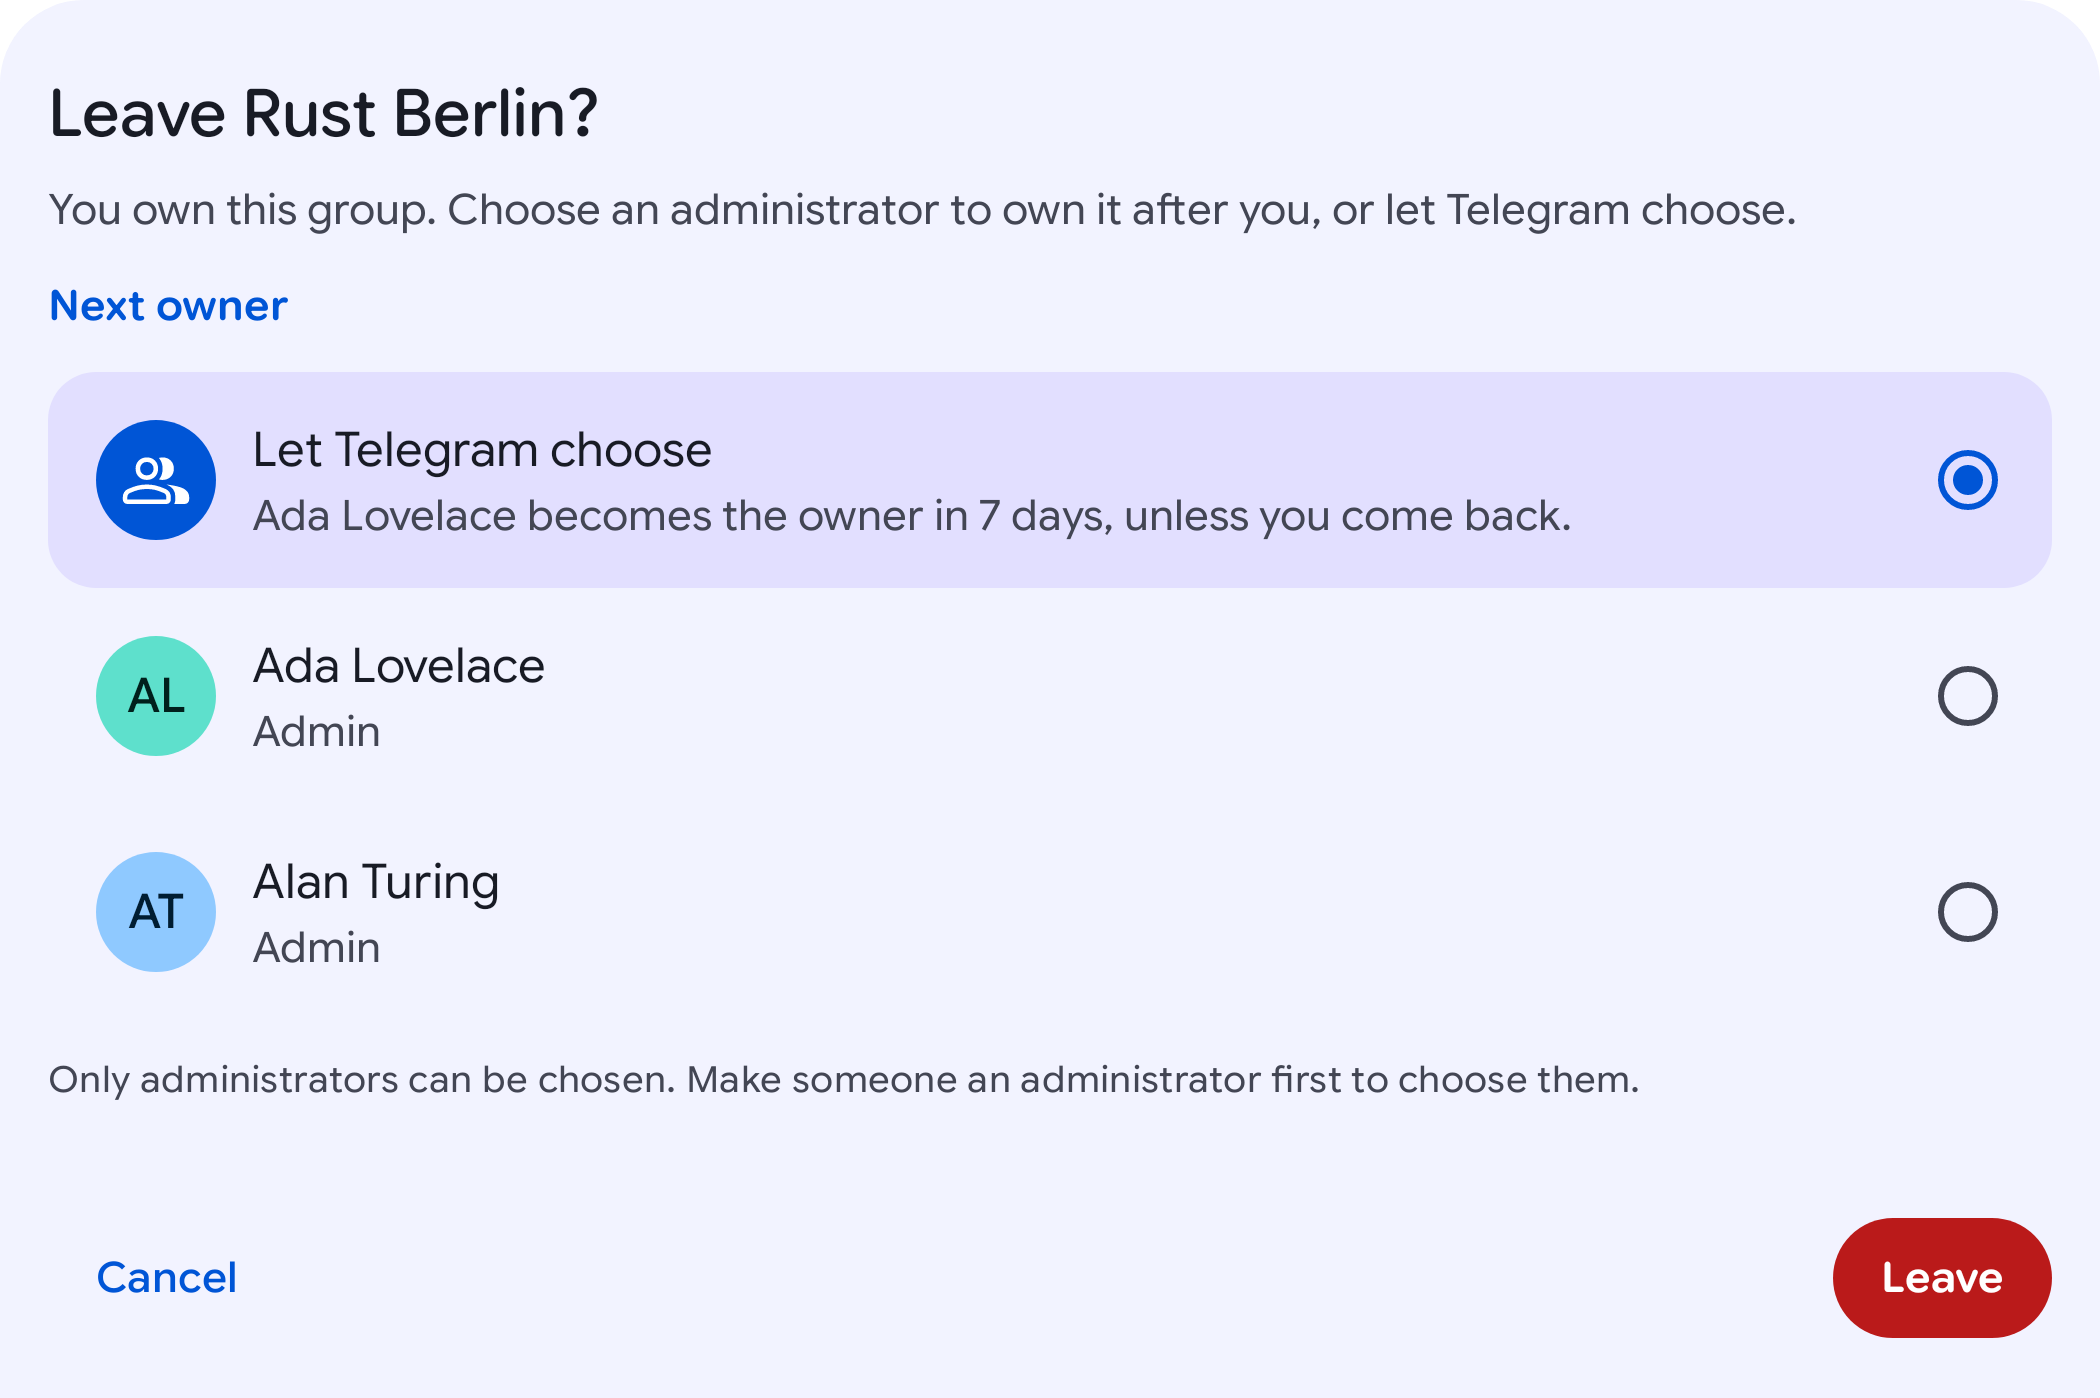 Leave Rust Berlin?
You own this group. Choose an administrator to own it after you, or let Telegram choose.
Next owner
Let Telegram choose
Ada Lovelace becomes the owner in 7 days, unless you come back.
AL
Ada Lovelace
Admin
AT
Alan Turing
Admin
Only administrators can be chosen. Make someone an administrator first to choose them.
Cancel
Leave